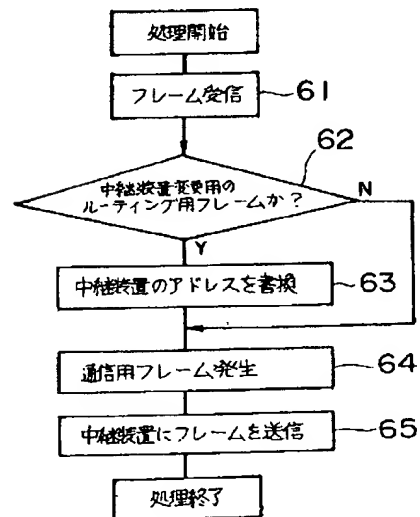 処理開始
フレーム受信
61
62
中継装置変更用の
ルーティング用フレームか?
N
Y
中継装置のアドレスを書換
63
通信用フレーム発生
64
中継装置にフレームを送信
65
処理終了